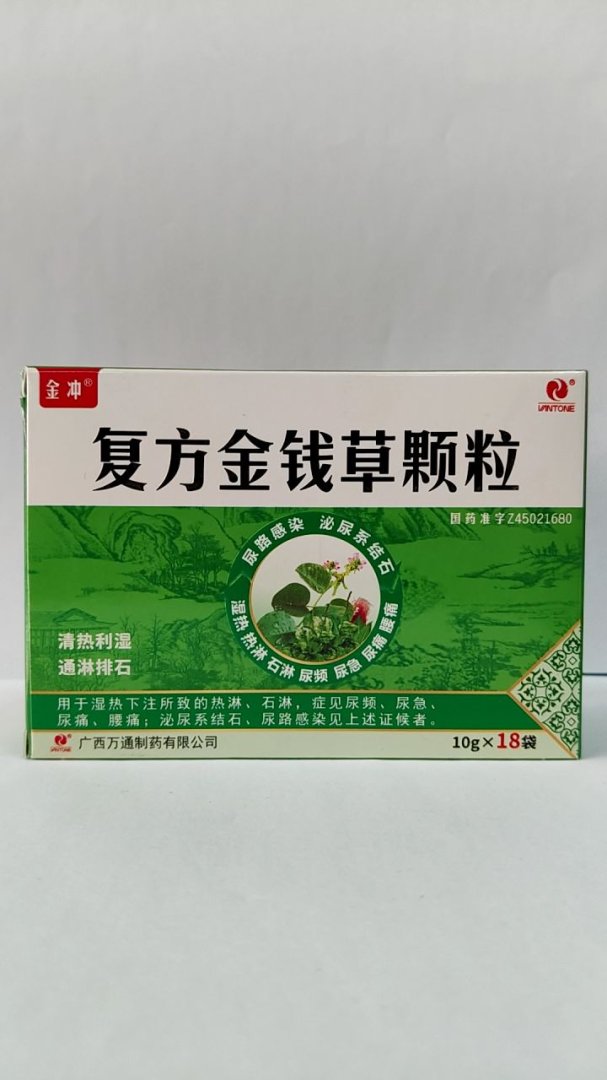 金冲®
VANTONE®
复方金钱草颗粒
国药准字Z45021680
尿路感染 泌尿系结石
湿热 热淋 石淋 尿频 尿急 尿痛 腰痛
清热利湿
通淋排石
用于湿热下注所致的热淋、石淋，症见尿频、尿急、
尿痛、腰痛；泌尿系结石、尿路感染见上述证候者。
VANTONE 广西万通制药有限公司
10g×18袋